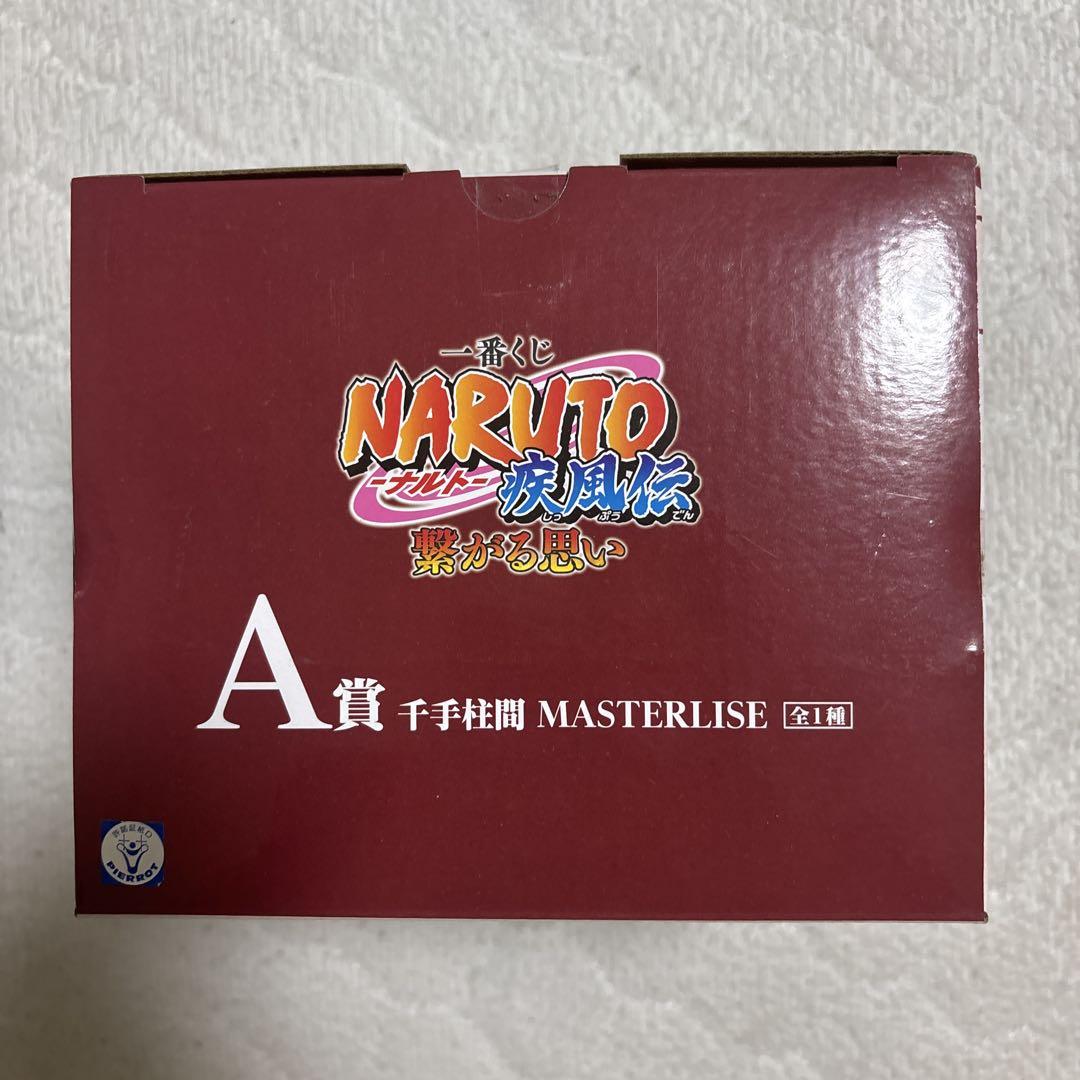 一番くじ
NARUTO
-ナルト-
疾風伝
しっ ぷう でん
繋がる思い
A賞 千手柱間 MASTERLISE 全1種
PIERROT